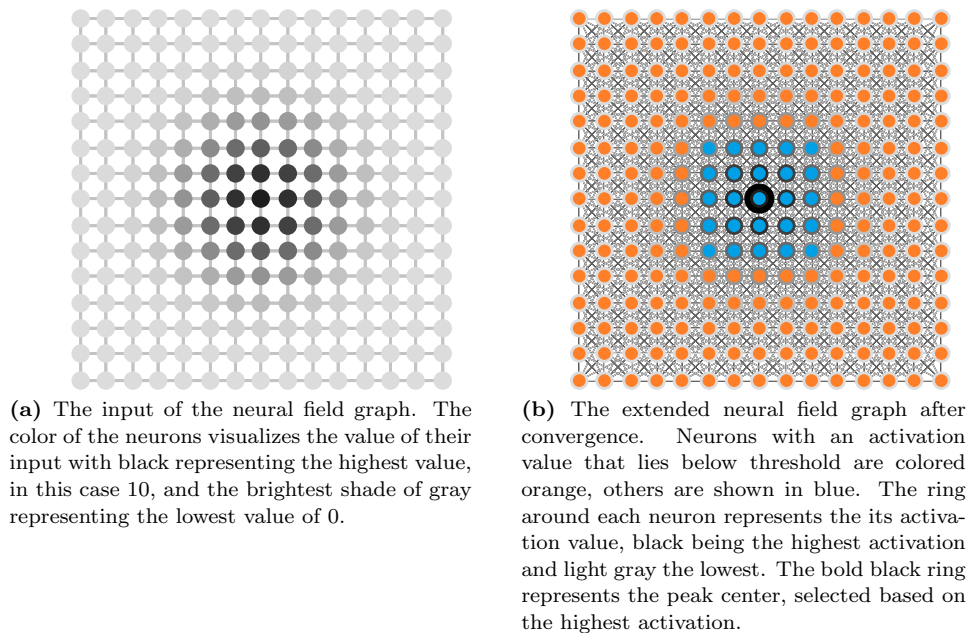 (a) The input of the neural field graph. The
color of the neurons visualizes the value of their
input with black representing the highest value,
in this case 10, and the brightest shade of gray
representing the lowest value of 0.
(b) The extended neural field graph after
convergence. Neurons with an activation
value that lies below threshold are colored
orange, others are shown in blue. The ring
around each neuron represents the its activa-
tion value, black being the highest activation
and light gray the lowest. The bold black ring
represents the peak center, selected based on
the highest activation.